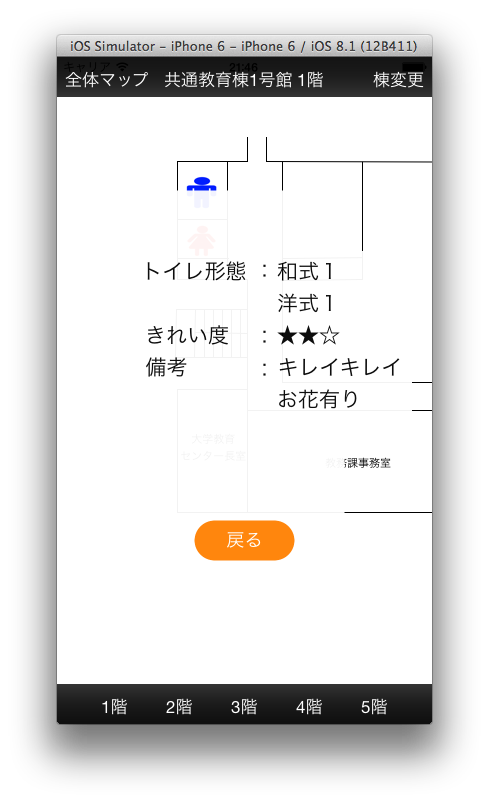 iOS Simulator - iPhone 6 - iPhone 6 / iOS 8.1 (12B411)
キャリア 21:46
全体マップ 共通教育棟1号館 1階 棟変更
トイレ形態 : 和式 1
洋式 1
きれい度 : ★★☆
備考 : キレイキレイ
お花有り
大学教育
センター長室
教務課事務室
戻る
1階 2階 3階 4階 5階